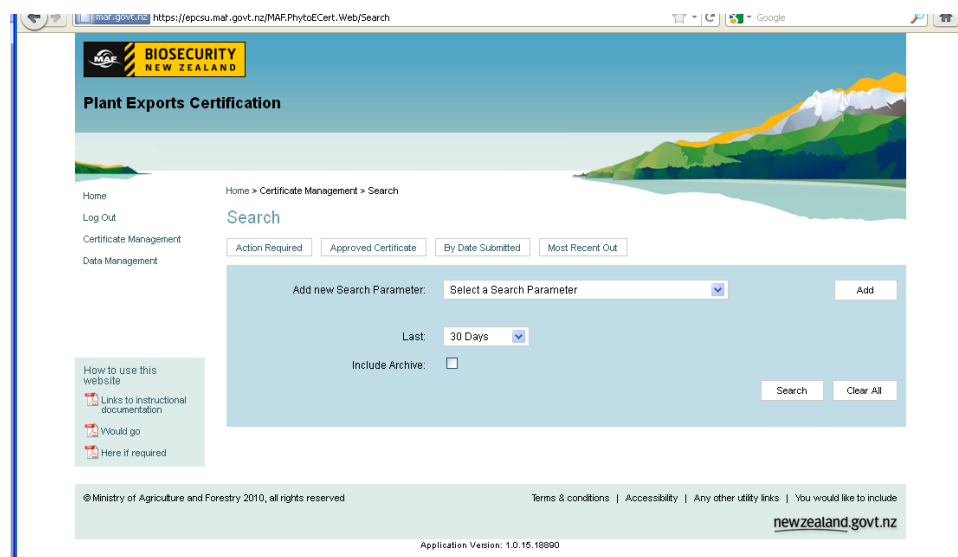 maf.govt.nz https://epcsu.maf.govt.nz/MAF.PhytoECert.Web/Search
Google
MAF BIOSECURITY
NEW ZEALAND
Plant Exports Certification
Home
Log Out
Certificate Management
Data Management
Home » Certificate Management » Search
Search
Action Required Approved Certificate By Date Submitted Most Recent Out
Add new Search Parameter: Select a Search Parameter Add
Last: 30 Days
Include Archive:
Search Clear All
How to use this
website
Links to instructional
documentation
Would go
Here if required
© Ministry of Agriculture and Forestry 2010, all rights reserved
Terms & conditions | Accessibility | Any other utility links | You would like to include
newzealand.govt.nz
Application Version: 1.0.15.18890